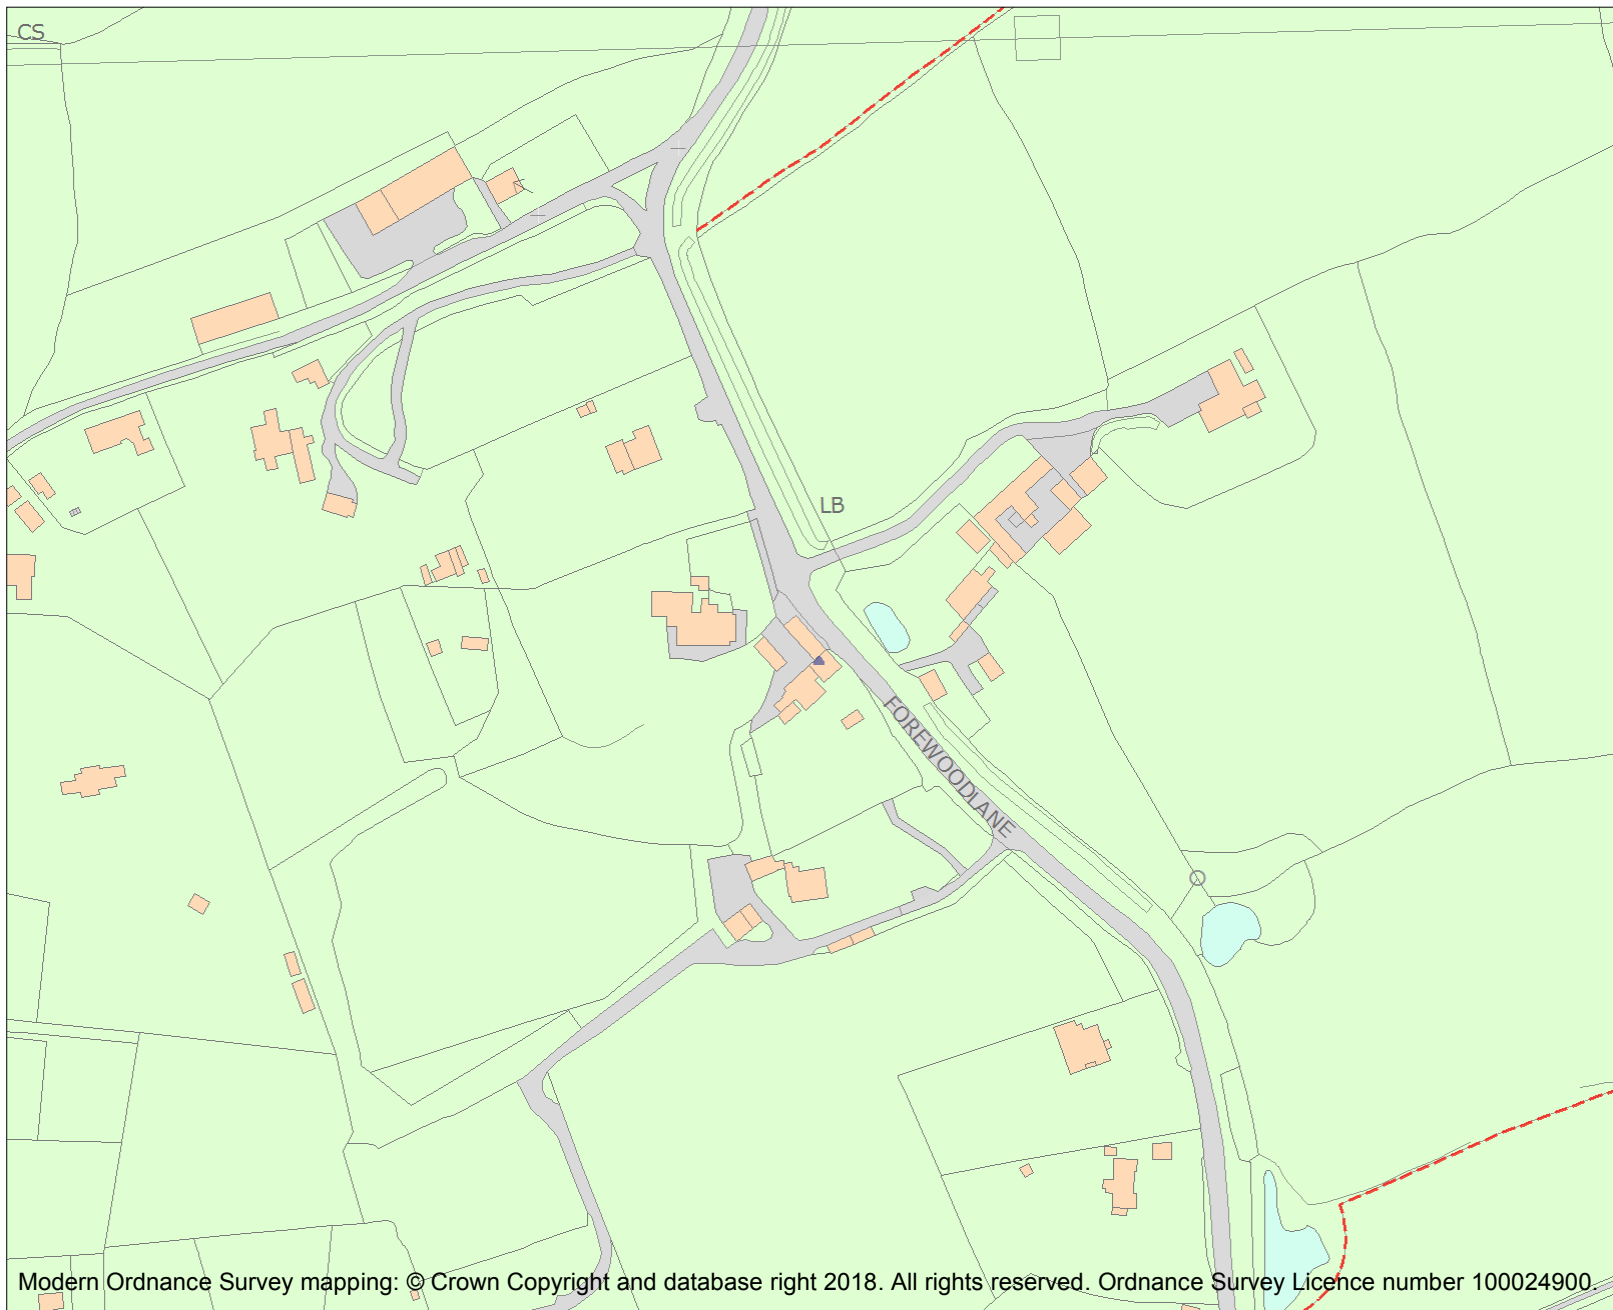 CS
LB
FOREWOODLANE
Modern Ordnance Survey mapping: © Crown Copyright and database right 2018. All rights reserved. Ordnance Survey Licence number 100024900.